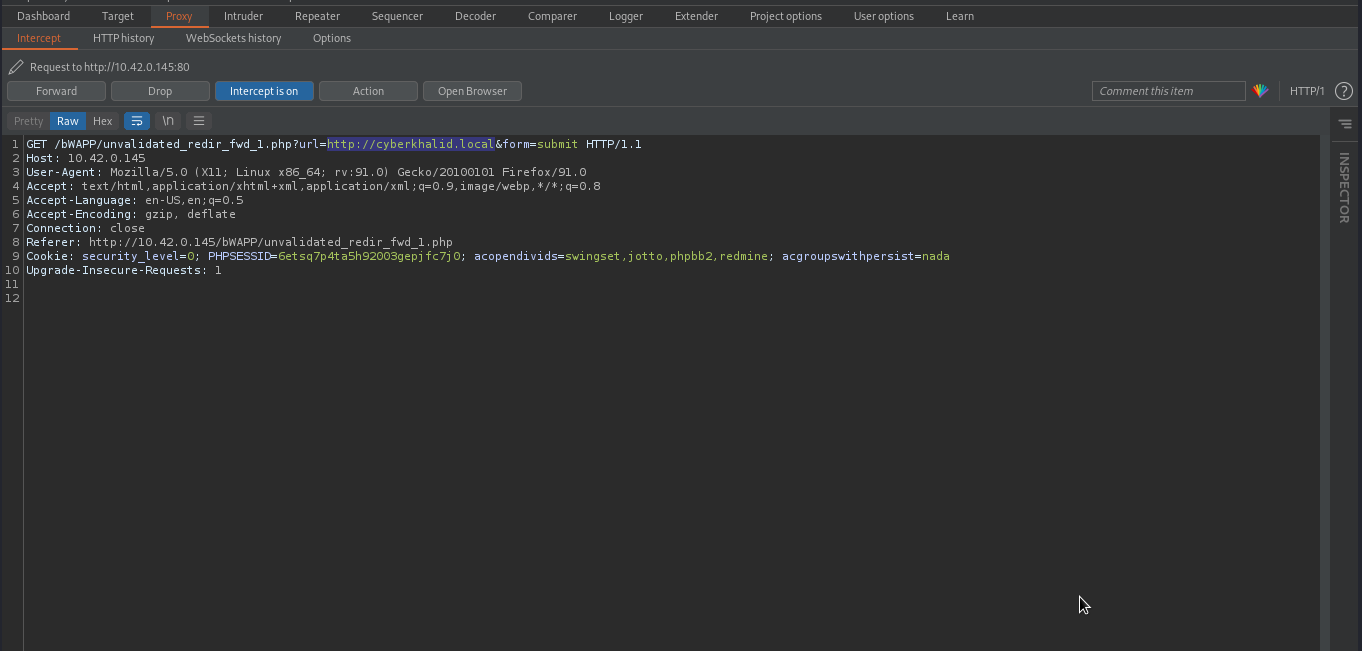 Dashboard Target Proxy Intruder Repeater Sequencer Decoder Comparer Logger Extender Project options User options Learn
Intercept HTTP history WebSockets history Options
Request to http://10.42.0.145:80
Forward Drop Intercept is on Action Open Browser Comment this item HTTP/1 ?
Pretty Raw Hex \n
1 GET /bWAPP/unvalidated_redir_fwd_1.php?url=http://cyberkhalid.local&form=submit HTTP/1.1
2 Host: 10.42.0.145
3 User-Agent: Mozilla/5.0 (X11; Linux x86_64; rv:91.0) Gecko/20100101 Firefox/91.0
4 Accept: text/html,application/xhtml+xml,application/xml;q=0.9,image/webp,*/*;q=0.8
5 Accept-Language: en-US,en;q=0.5
6 Accept-Encoding: gzip, deflate
7 Connection: close
8 Referer: http://10.42.0.145/bWAPP/unvalidated_redir_fwd_1.php
9 Cookie: security_level=0; PHPSESSID=6etsq7p4ta5h92003gepjfc7j0; acopendivids=swingset,jotto,phpbb2,redmine; acgroupswithpersist=nada
10 Upgrade-Insecure-Requests: 1
11
12
INSPECTOR